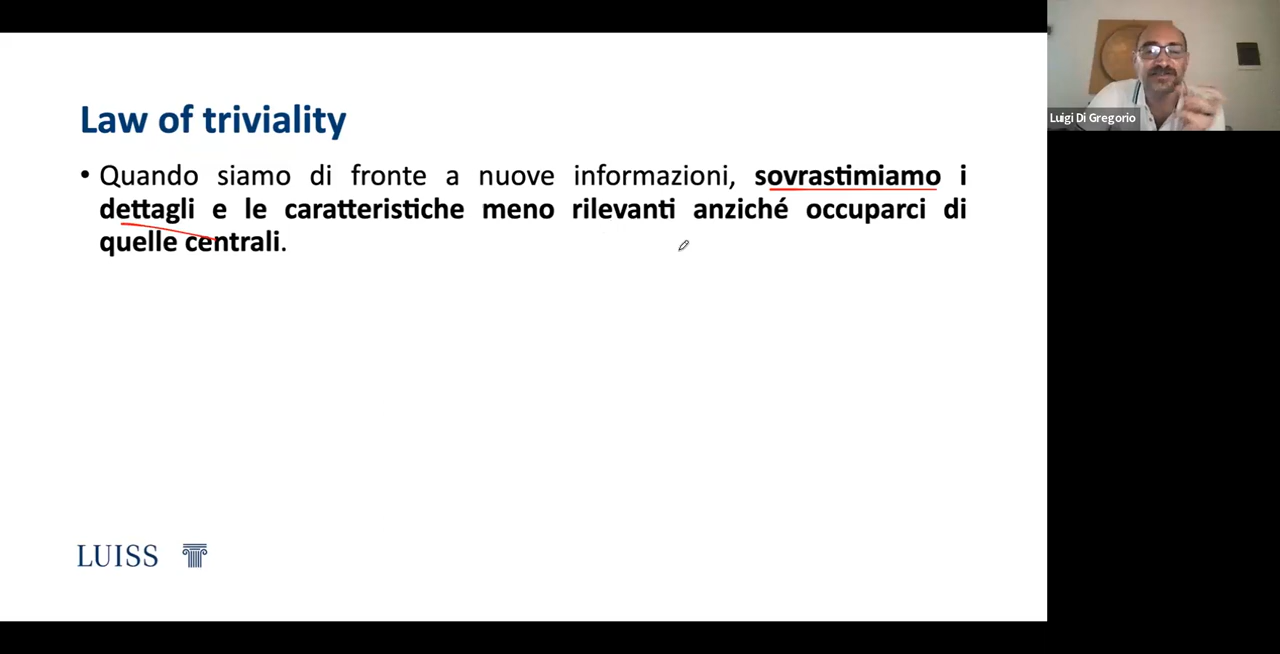 Law of triviality
• Quando siamo di fronte a nuove informazioni, sovrastimiamo i
dettagli e le caratteristiche meno rilevanti anziché occuparci di
quelle centrali.
LUISS
Luigi Di Gregorio